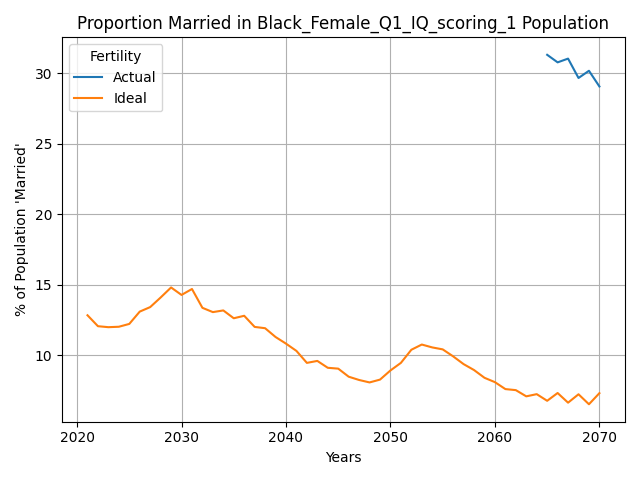 Proportion Married in Black_Female_Q1_IQ_scoring_1 Population
Fertility
Actual
Ideal
% of Population 'Married'
30
25
20
15
10
2020
2030
2040
2050
2060
2070
Years